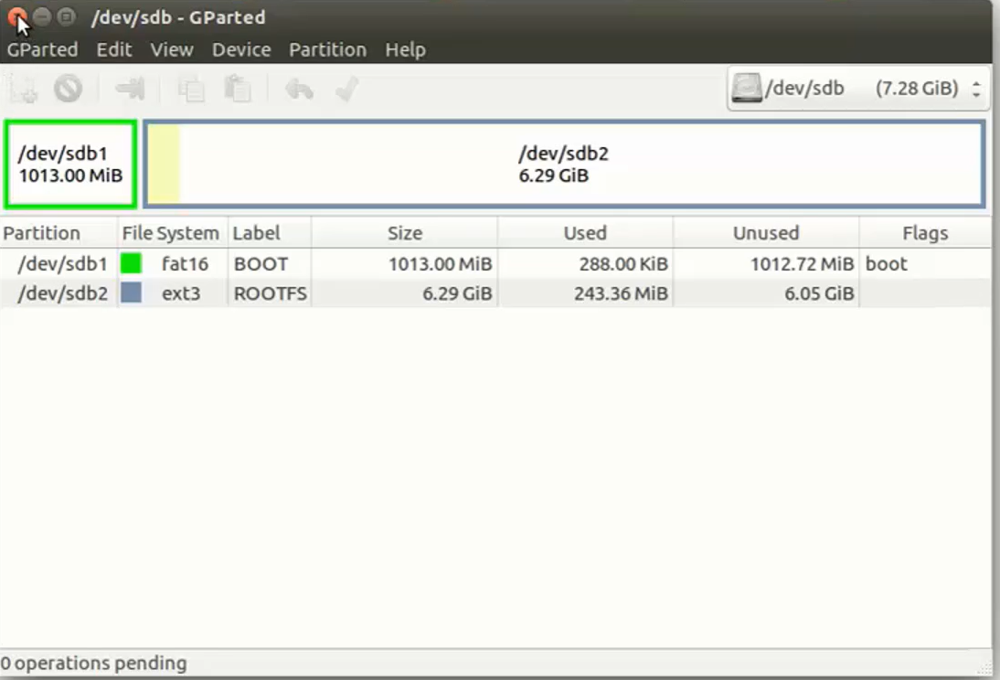 /dev/sdb - GParted
GParted Edit View Device Partition Help
/dev/sdb (7.28 GiB)
/dev/sdb1
1013.00 MiB
/dev/sdb2
6.29 GiB
Partition File System Label Size Used Unused Flags
/dev/sdb1 fat16 BOOT 1013.00 MiB 288.00 KiB 1012.72 MiB boot
/dev/sdb2 ext3 ROOTFS 6.29 GiB 243.36 MiB 6.05 GiB
0 operations pending